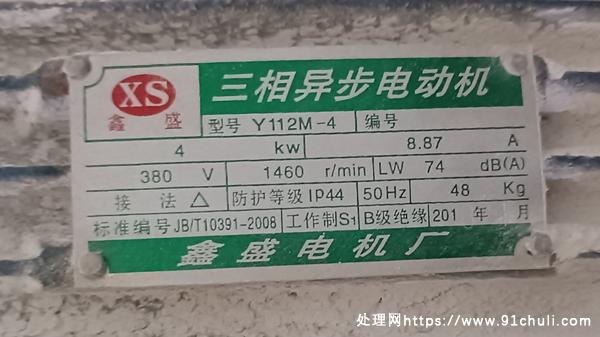 XS
鑫盛
三相异步电动机
型号 Y112M-4 编号
4 kw 8.87 A
380 V 1460 r/min LW 74 dB(A)
接法 △ 防护等级 IP44 50Hz 48 Kg
标准编号 JB/T10391-2008 工作制S1 B级绝缘 201 年 月
鑫盛电机厂
处理网https://www.91chuli.com/